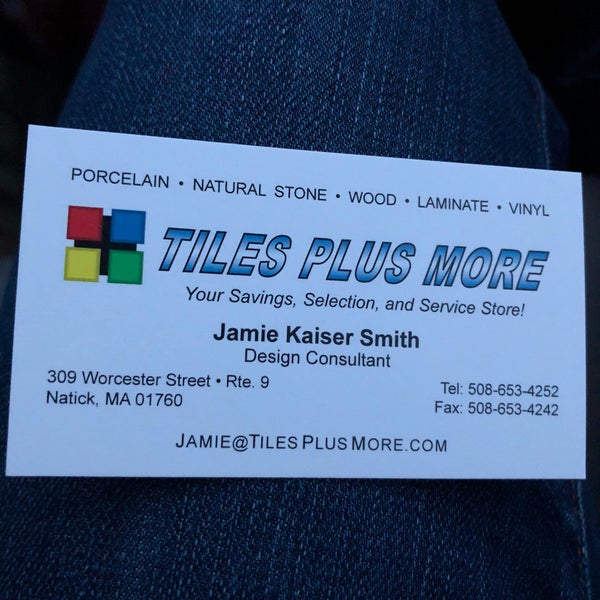 PORCELAIN • NATURAL STONE • WOOD • LAMINATE • VINYL
TILES PLUS MORE
Your Savings, Selection, and Service Store!
Jamie Kaiser Smith
Design Consultant
309 Worcester Street • Rte. 9
Natick, MA 01760
Tel: 508-653-4252
Fax: 508-653-4242
JAMIE@TILESPLUSMORE.COM